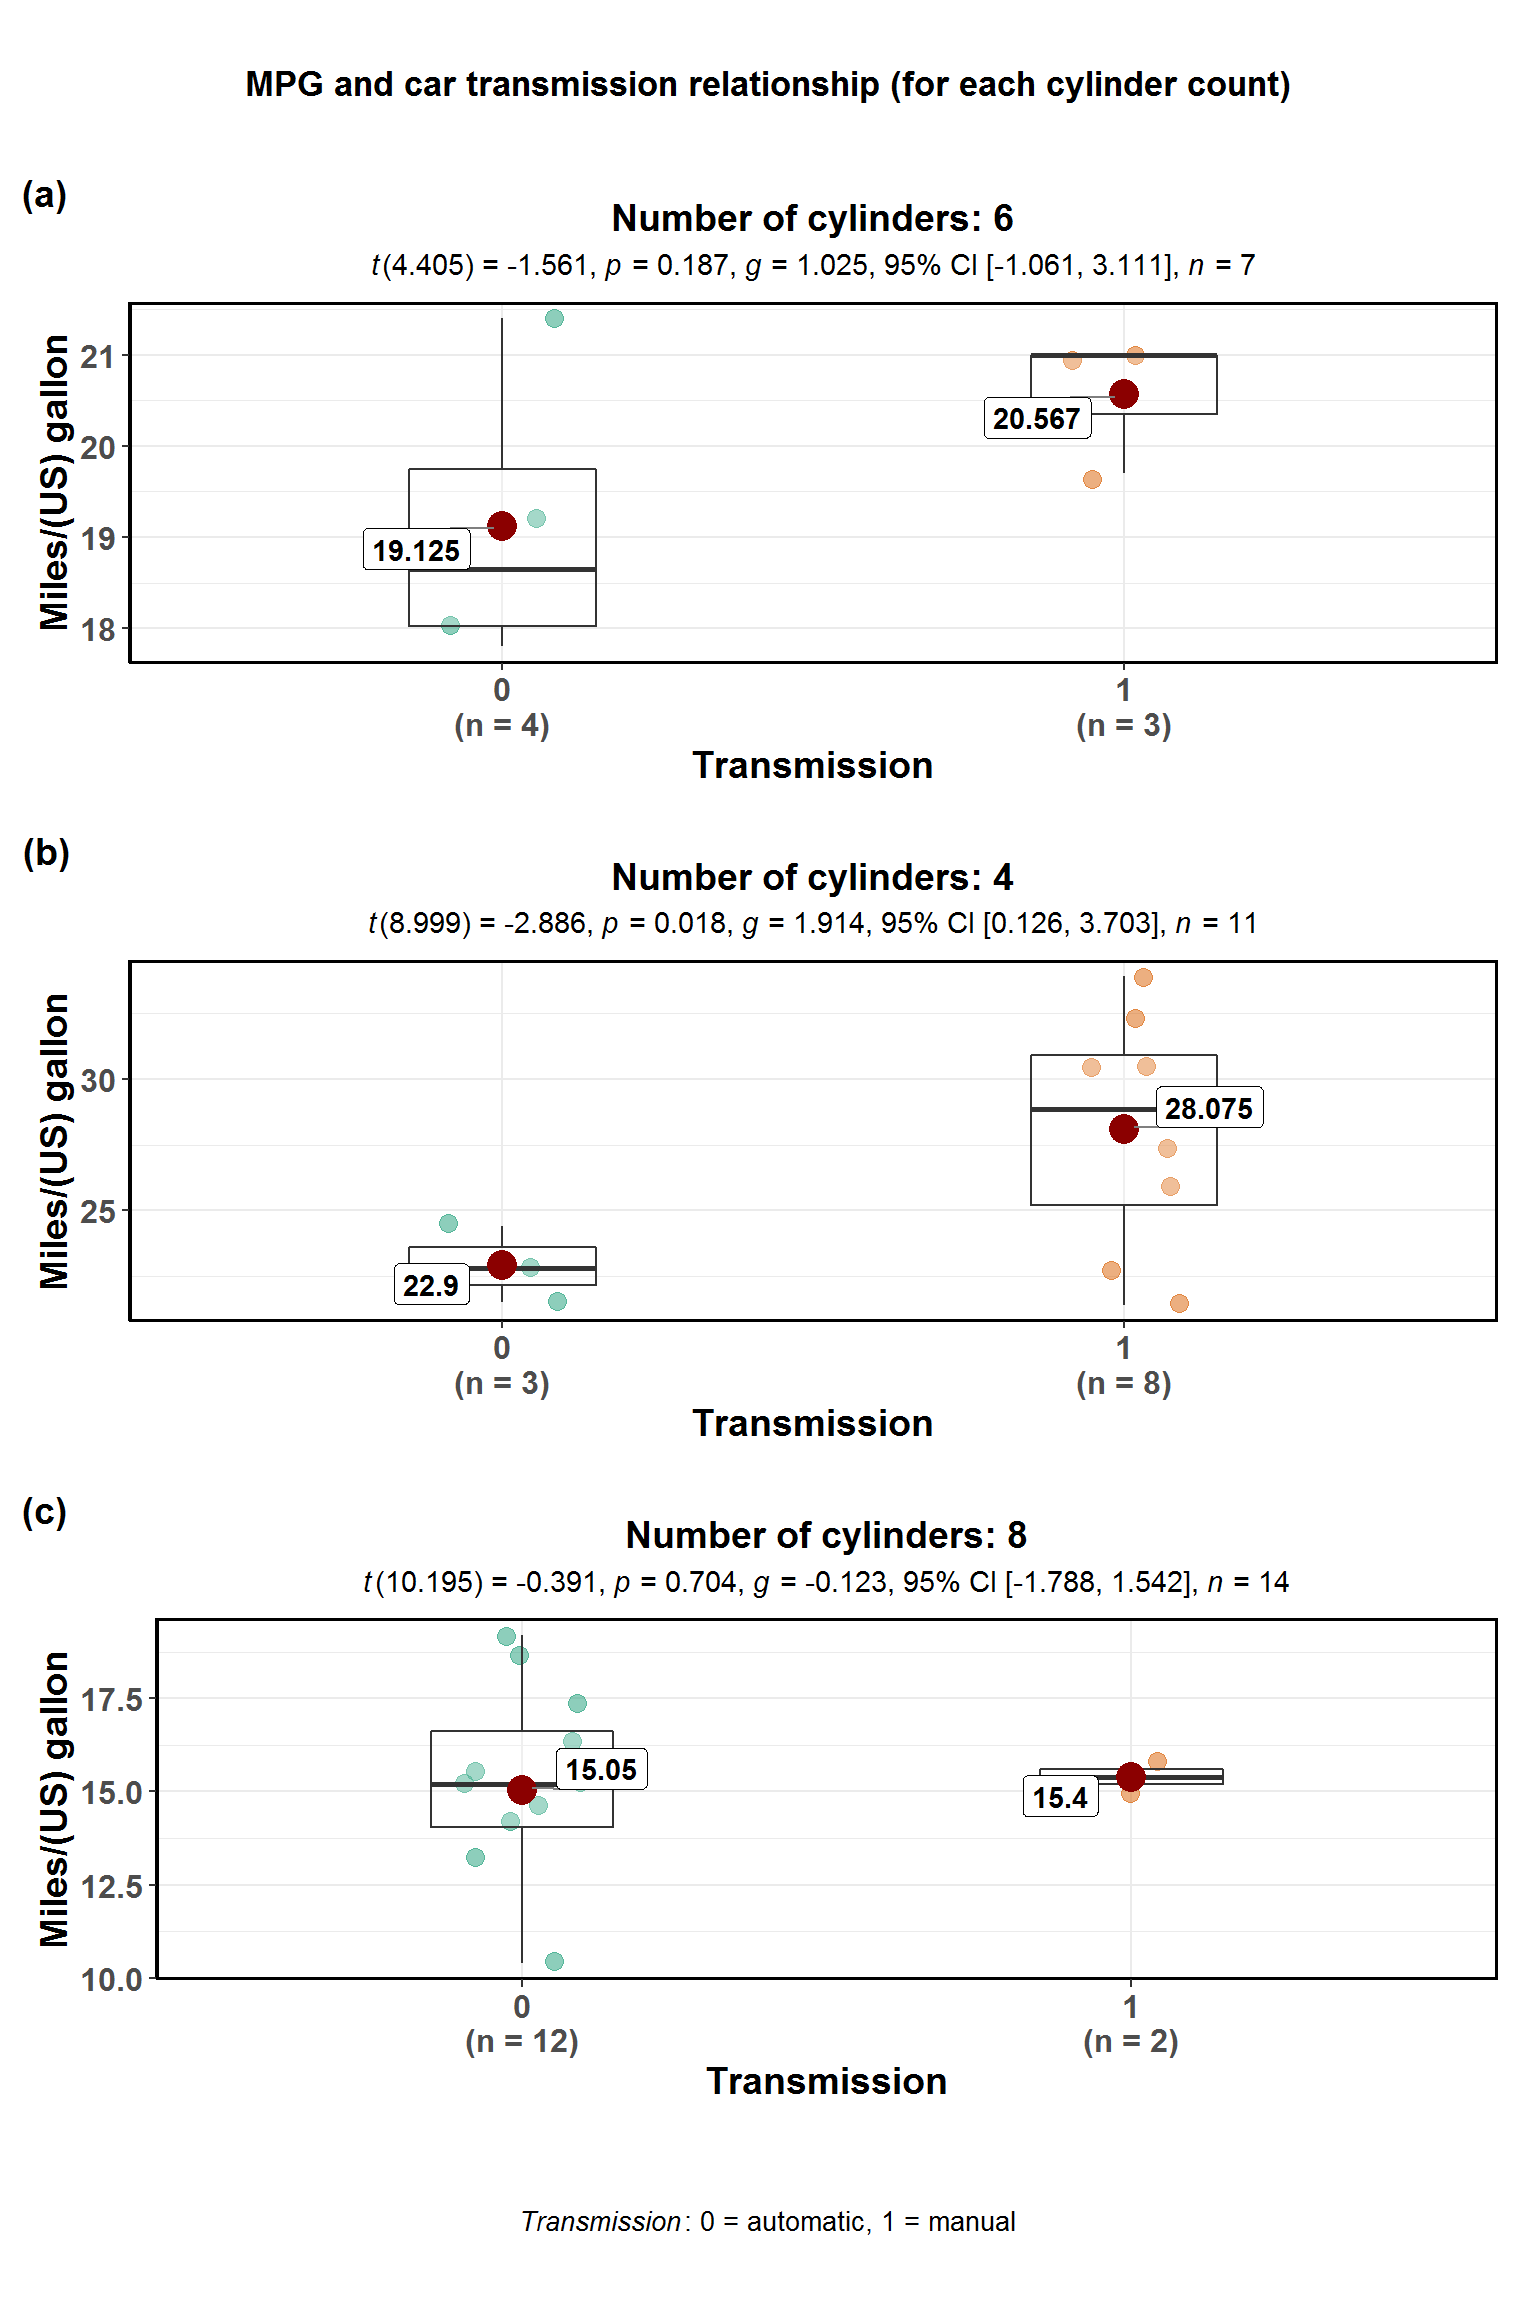 MPG and car transmission relationship (for each cylinder count)
(a)
Number of cylinders: 6
t(4.405) = -1.561, p = 0.187, g = 1.025, 95% CI [-1.061, 3.111], n = 7
Miles/(US) gallon
21
20
19
18
19.125
20.567
0
(n = 4)
1
(n = 3)
Transmission
(b)
Number of cylinders: 4
t(8.999) = -2.886, p = 0.018, g = 1.914, 95% CI [0.126, 3.703], n = 11
Miles/(US) gallon
30
25
22.9
28.075
0
(n = 3)
1
(n = 8)
Transmission
(c)
Number of cylinders: 8
t(10.195) = -0.391, p = 0.704, g = -0.123, 95% CI [-1.788, 1.542], n = 14
Miles/(US) gallon
17.5
15.0
12.5
10.0
15.05
15.4
0
(n = 12)
1
(n = 2)
Transmission
Transmission: 0 = automatic, 1 = manual